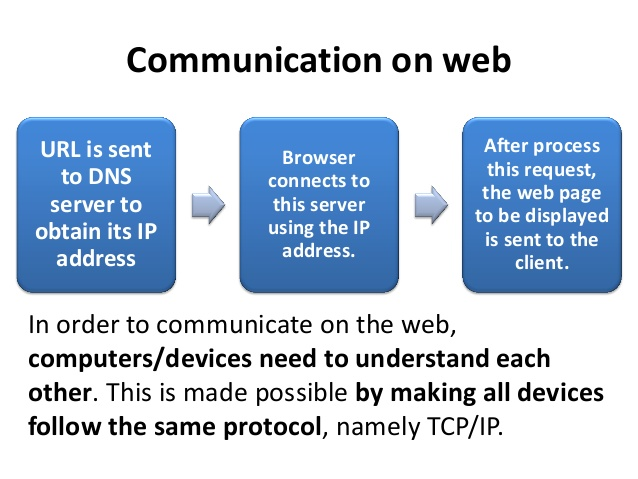 Communication on web
URL is sent
to DNS
server to
obtain its IP
address
Browser
connects to
this server
using the IP
address.
After process
this request,
the web page
to be displayed
is sent to the
client.
In order to communicate on the web,
computers/devices need to understand each
other. This is made possible by making all devices
follow the same protocol, namely TCP/IP.